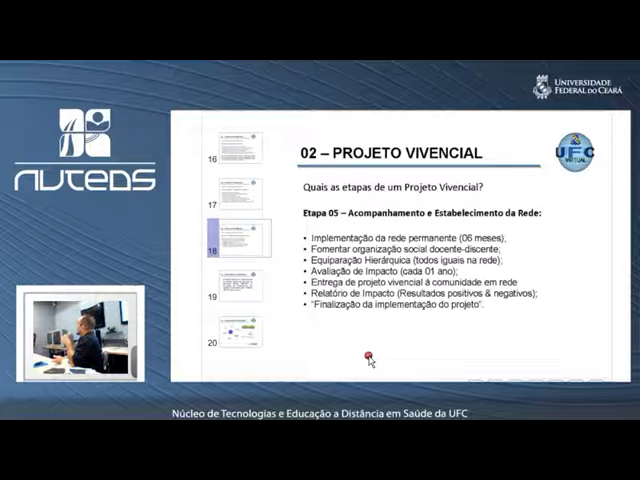 UNIVERSIDADE
FEDERAL DO CEARÁ
NUTEDS
02 – PROJETO VIVENCIAL
UFC
VIRTUAL
Quais as etapas de um Projeto Vivencial?
Etapa 05 – Acompanhamento e Estabelecimento da Rede:
• Implementação da rede permanente (06 meses);
• Fomentar organização social docente-discente;
• Equiparação Hierárquica (todos iguais na rede);
• Avaliação de Impacto (cada 01 ano);
• Entrega de projeto vivencial á comunidade em rede
• Relatório de Impacto (Resultados positivos & negativos);
• “Finalização da implementação do projeto”.
16
17
18
19
20
Núcleo de Tecnologias e Educação a Distância em Saúde da UFC